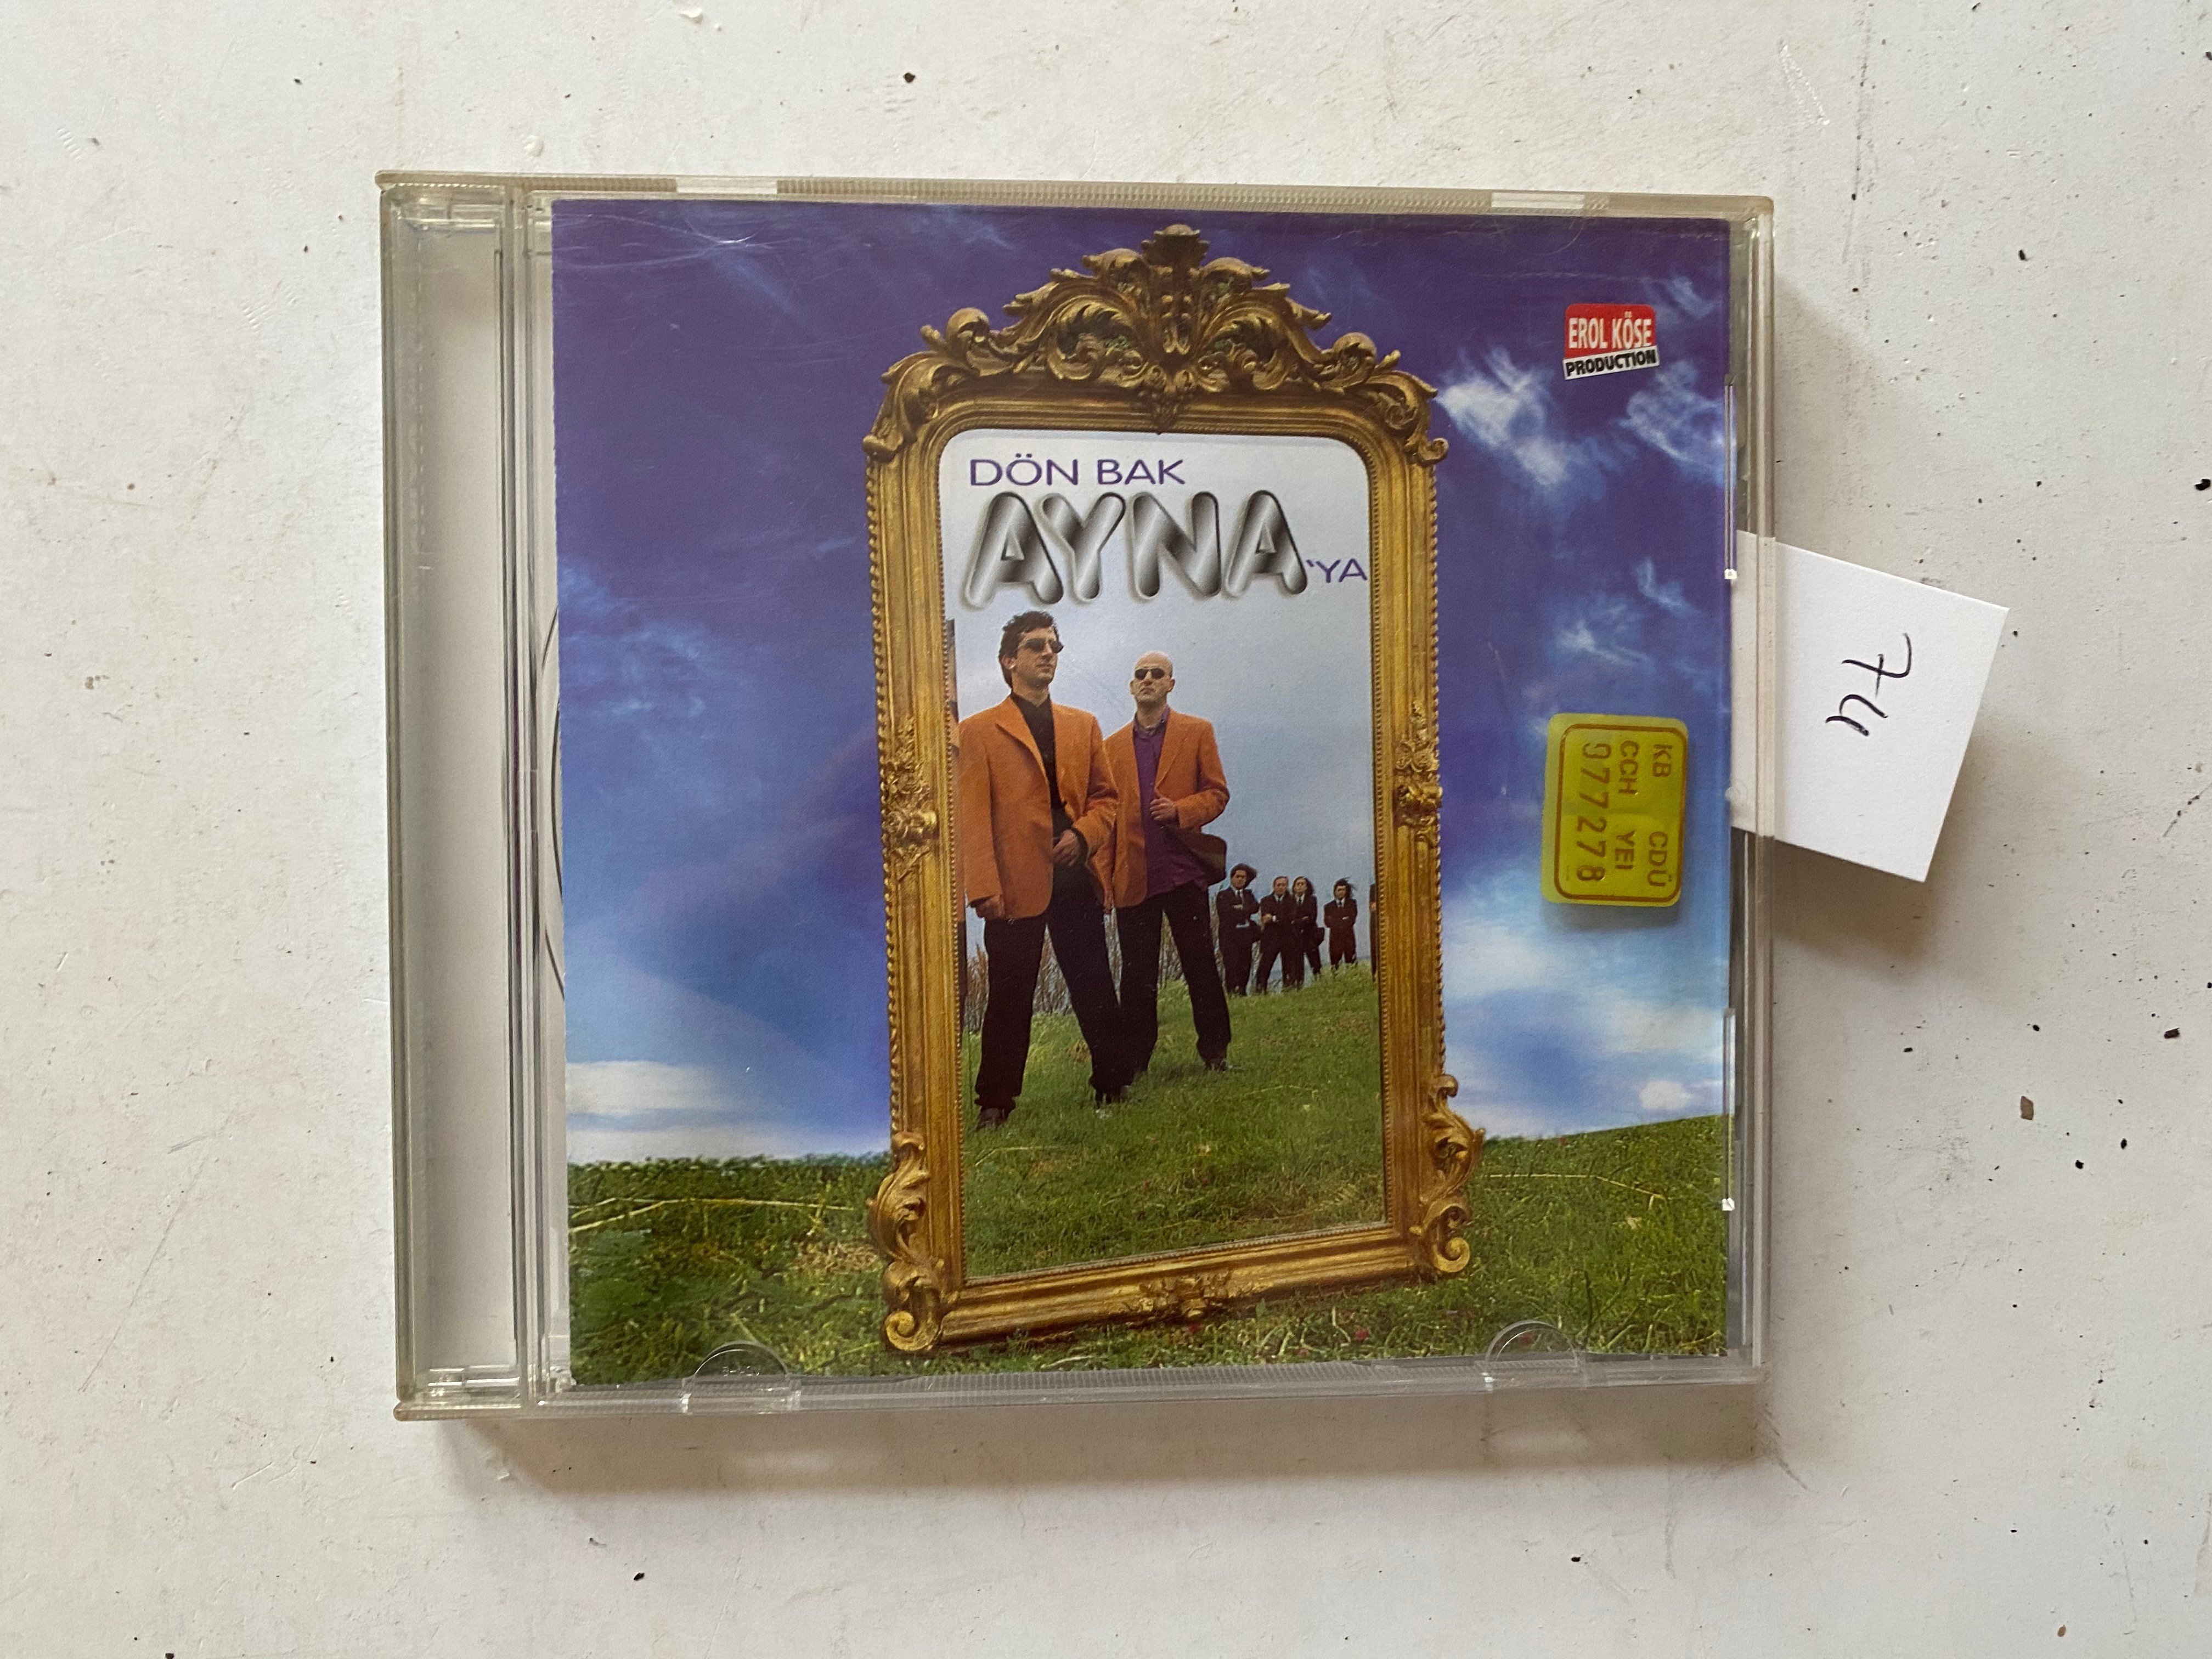 EROL KÖSE
PRODUCTION
DÖN BAK
AYNA'YA
KB CDÜ
CCH YEI
977278
74